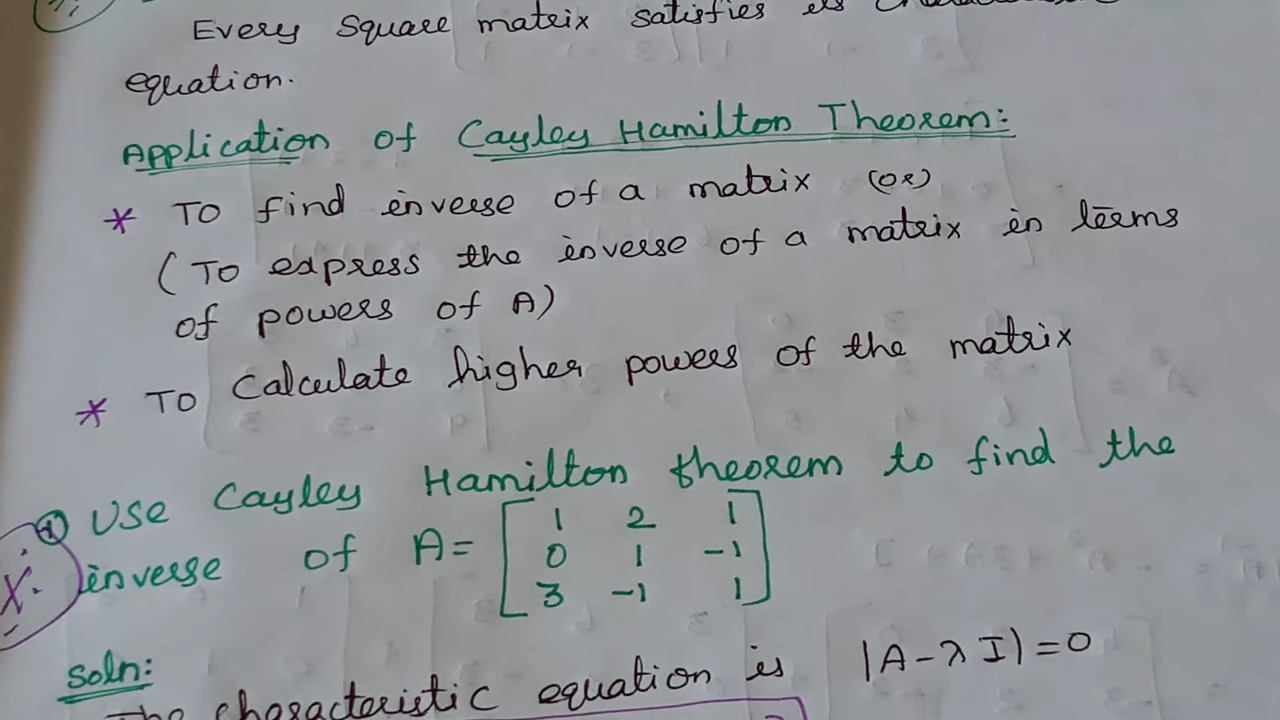 Every square matrix satisfies its
equation.
Application of Cayley Hamilton Theorem:
* To find inverse of a matrix (or)
(To express the inverse of a matrix in terms
of powers of A)
* To calculate higher powers of the matrix
① Use Cayley Hamilton theorem to find the
inverse of A = [1 2 1
0 1 -1
3 -1 1]
Soln:
The characteristic equation is |A-λI|=0